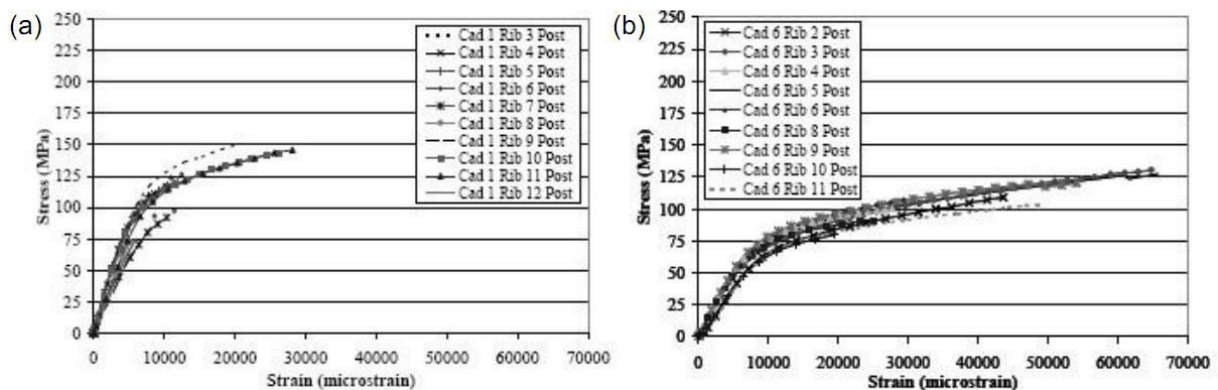 (a)
250
225
200
175
150
125
100
75
50
25
0
Stress (MPa)
0 10000 20000 30000 40000 50000 60000 70000
Strain (microstrain)
Cad 1 Rib 3 Post
Cad 1 Rib 4 Post
Cad 1 Rib 5 Post
Cad 1 Rib 6 Post
Cad 1 Rib 7 Post
Cad 1 Rib 8 Post
Cad 1 Rib 9 Post
Cad 1 Rib 10 Post
Cad 1 Rib 11 Post
Cad 1 Rib 12 Post
(b)
250
225
200
175
150
125
100
75
50
25
0
Stress (MPa)
0 10000 20000 30000 40000 50000 60000 70000
Strain (microstrain)
Cad 6 Rib 2 Post
Cad 6 Rib 3 Post
Cad 6 Rib 4 Post
Cad 6 Rib 5 Post
Cad 6 Rib 6 Post
Cad 6 Rib 8 Post
Cad 6 Rib 9 Post
Cad 6 Rib 10 Post
Cad 6 Rib 11 Post